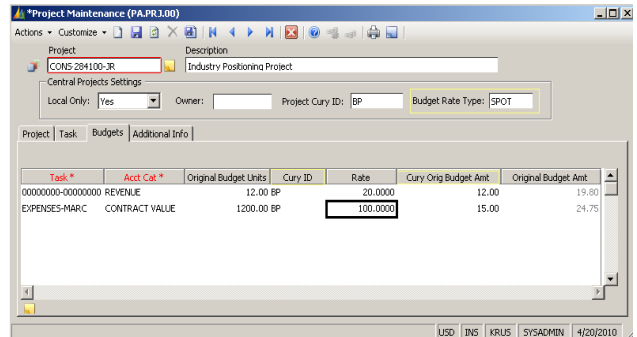 *Project Maintenance (PA.PRJ.00)
Actions Customize
Project Description
CONS-284100-JR Industry Positioning Project
Central Projects Settings
Local Only: Yes Owner: Project Cury ID: BP Budget Rate Type: SPOT
Project Task Budgets Additional Info
Task * Acct Cat * Original Budget Units Cury ID Rate Cury Orig Budget Amt Original Budget Amt
00000000-00000000 REVENUE 12.00 BP 20.0000 12.00 19.80
EXPENSES-MARC CONTRACT VALUE 1200.00 BP 100.0000 15.00 24.75
USD INS KRUS SYSADMIN 4/20/2010